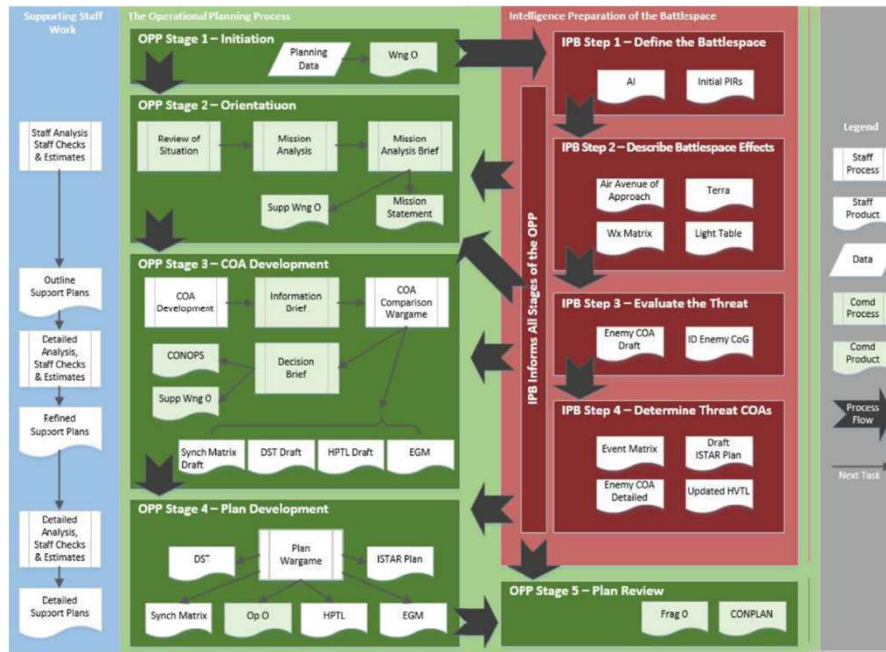 Supporting Staff
Work
The Operational Planning Process
Intelligence Preparation of the Battlespace
OPP Stage 1 – Initiation
Planning
Data
Wng O
IPB Step 1 – Define the Battlespace
AI
Initial PIRs
OPP Stage 2 – Orientatiuon
Staff Analysis
Staff Checks
& Estimates
Review of
Situation
Mission
Analysis
Mission
Analysis Brief
Supp Wng O
Mission
Statement
IPB Step 2 – Describe Battlespace Effects
Air Avenue of
Approach
Terra
Wx Matrix
Light Table
OPP Stage 3 – COA Development
Outline
Support Plans
COA
Development
Information
Brief
COA
Comparison
Wargame
IPB Step 3 – Evaluate the Threat
Enemy COA
Draft
ID Enemy CoG
Detailed
Analysis,
Staff Checks
& Estimates
CONOPS
Decision
Brief
Supp Wng O
Refined
Support Plans
Synch Matrix
Draft
DST Draft
HPTL Draft
EGM
IPB Informs All Stages of the OPP
IPB Step 4 – Determine Threat COAs
Event Matrix
Draft
ISTAR Plan
Enemy COA
Detailed
Updated HVTL
OPP Stage 4 – Plan Development
Detailed
Analysis,
Staff Checks
& Estimates
DST
Plan
Wargame
ISTAR Plan
Detailed
Support Plans
Synch Matrix
Op O
HPTL
EGM
OPP Stage 5 – Plan Review
Frag O
CONPLAN
Legend
Staff
Process
Staff
Product
Data
Comd
Process
Comd
Product
Process
Flow
Next Task